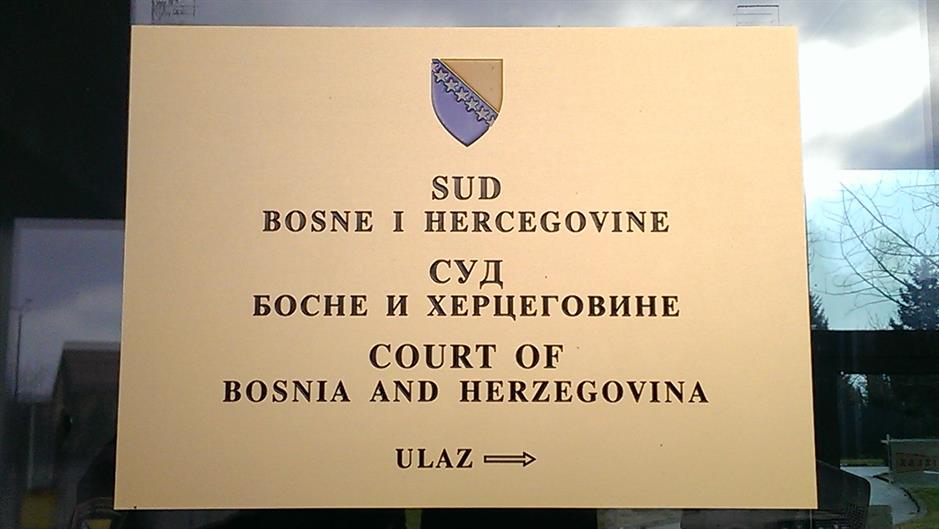 SUD
BOSNE I HERCEGOVINE
СУД
БОСНЕ И ХЕРЦЕГОВИНЕ
COURT OF
BOSNIA AND HERZEGOVINA
ULAZ